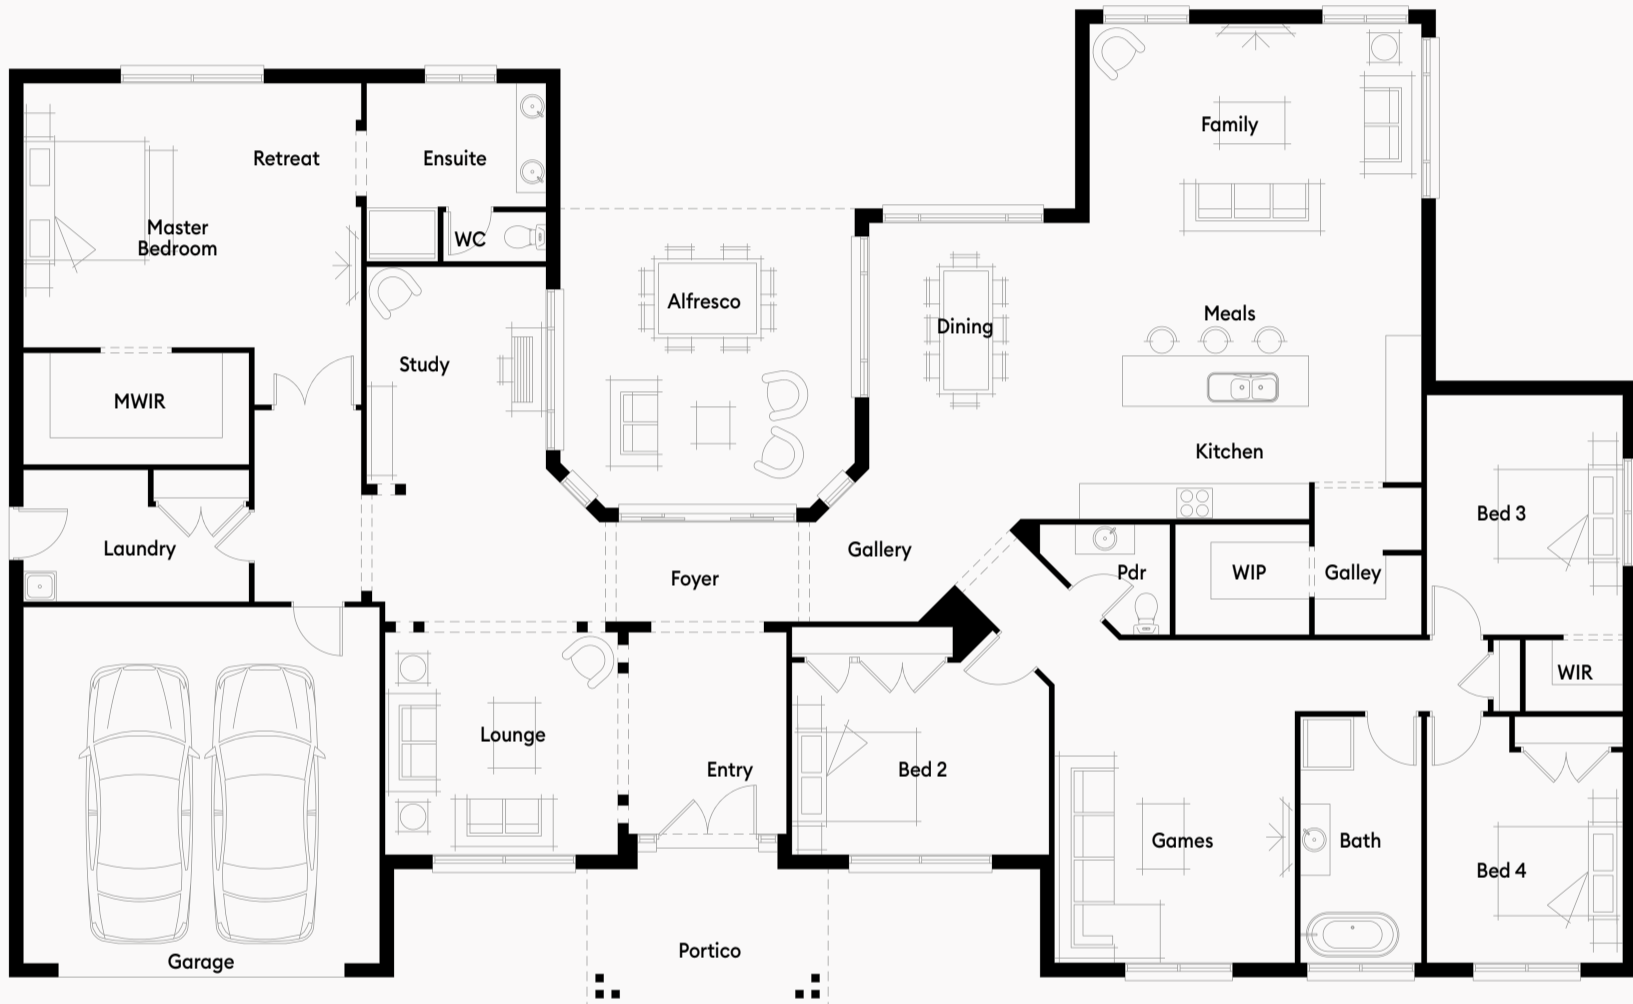 Family
Retreat
Ensuite
Master
Bedroom
WC
Alfresco
Dining
Meals
Study
MWIR
Kitchen
Bed 3
Laundry
Gallery
Foyer
Pdr
WIP
Galley
WIR
Lounge
Entry
Bed 2
Games
Bath
Bed 4
Portico
Garage